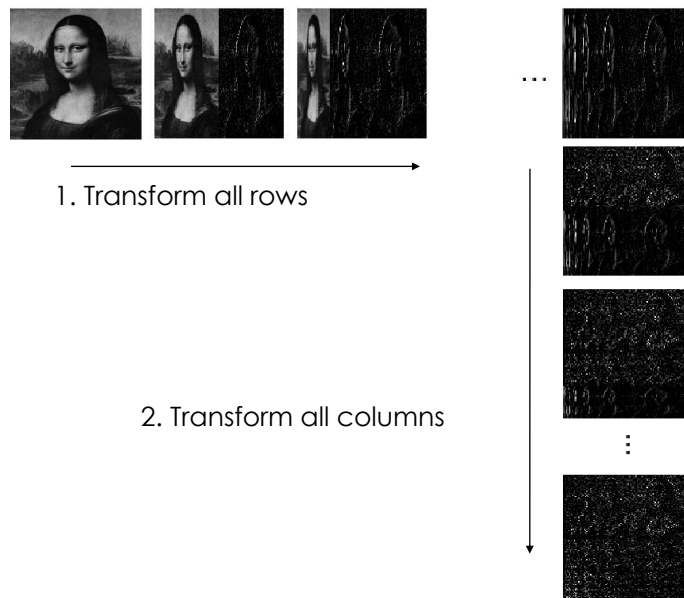 ...
1. Transform all rows
2. Transform all columns
⋮